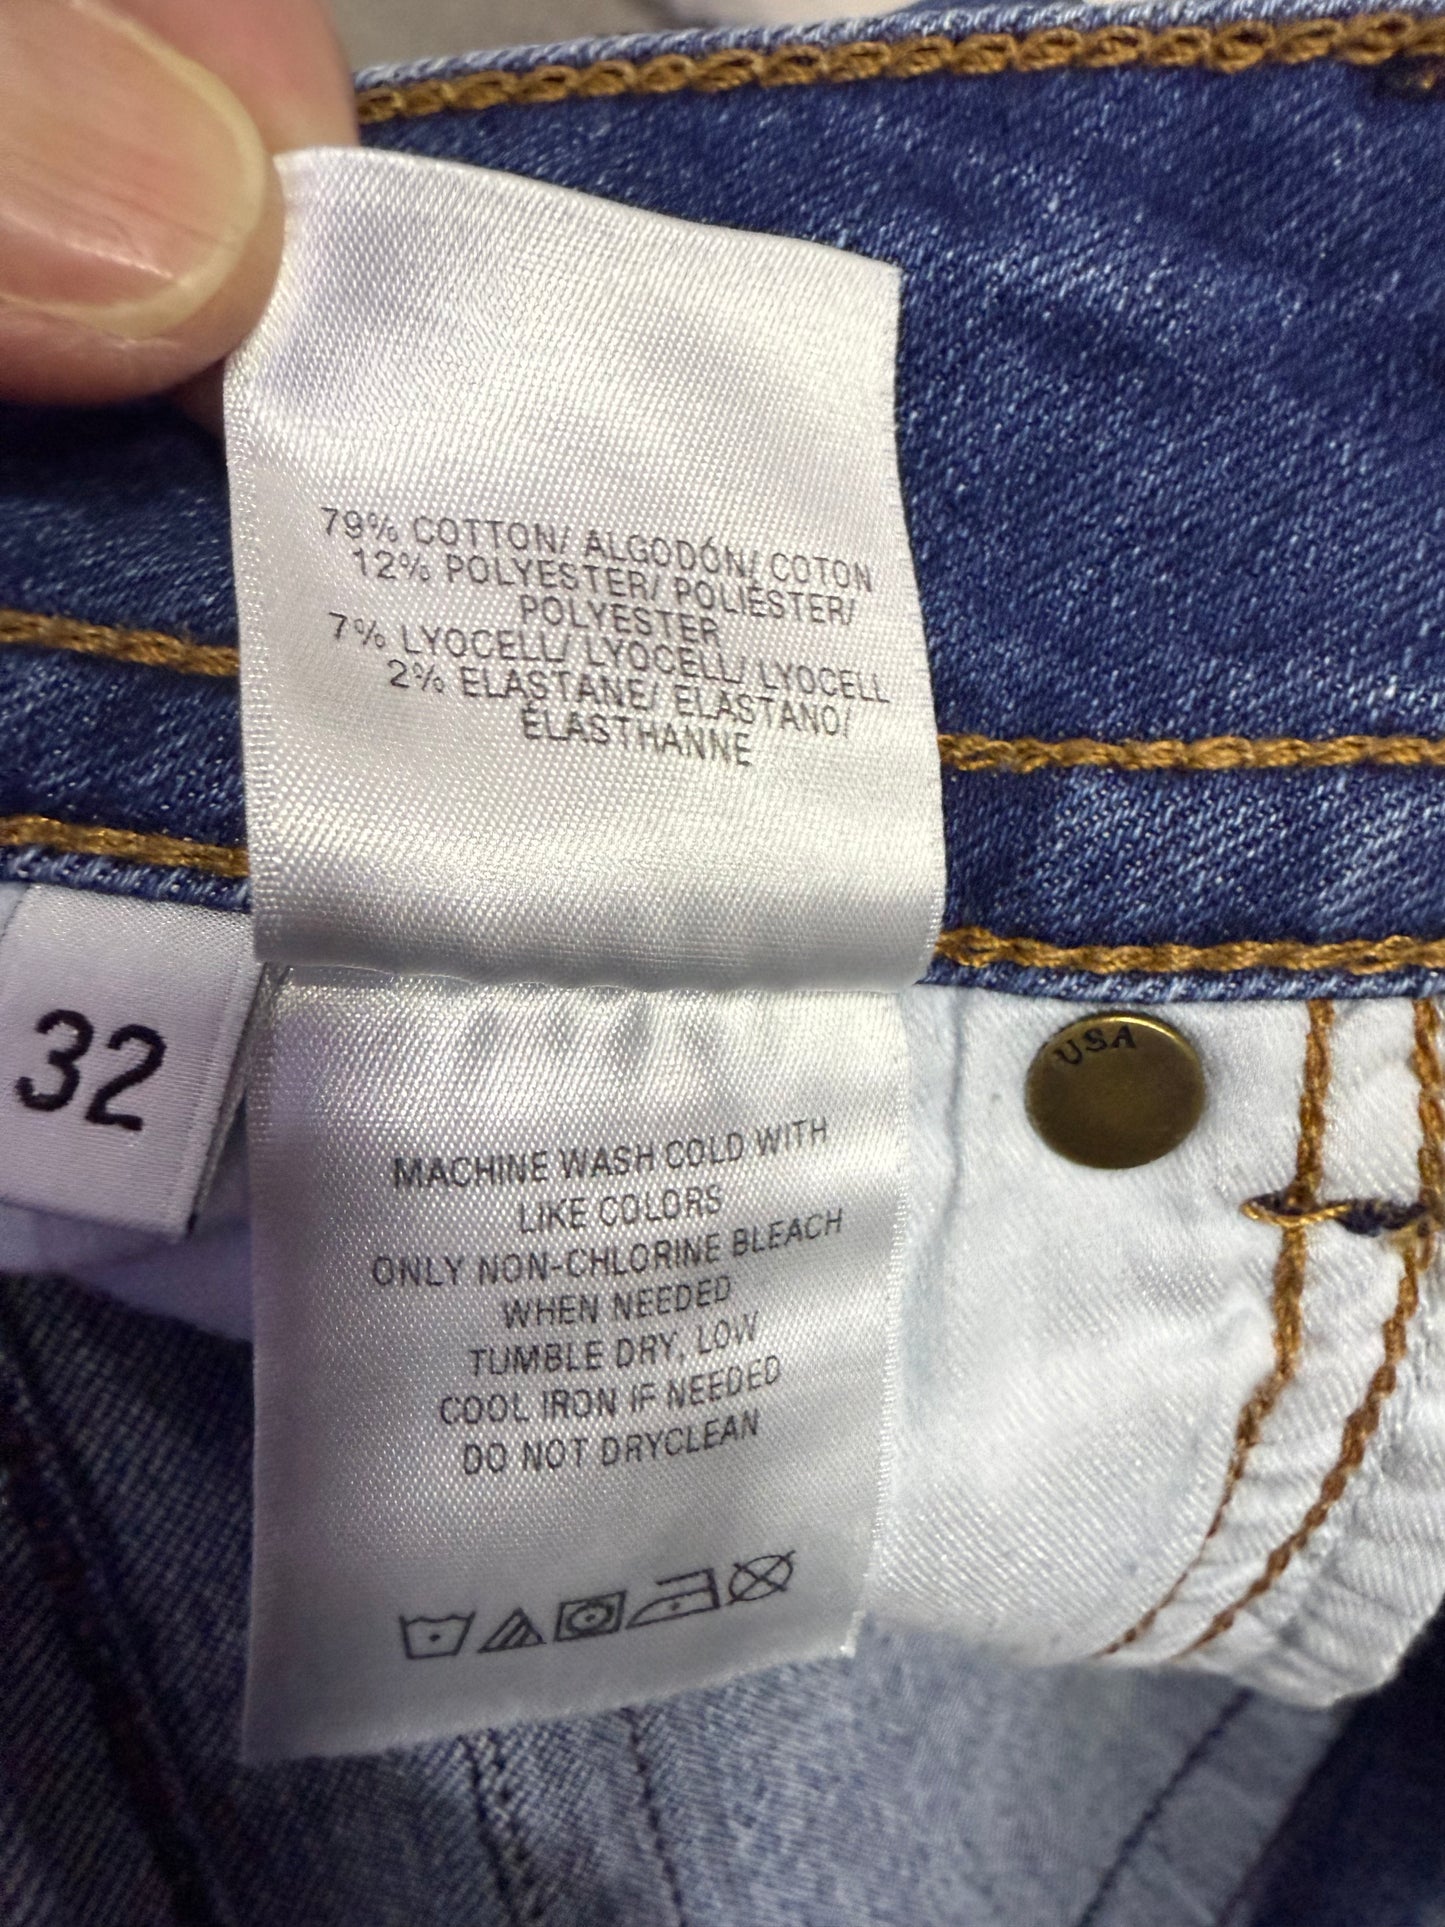 79% COTTON/ ALGODÓN/ COTON
12% POLYESTER/ POLIÉSTER/
POLYESTER
7% LYOCELL/ LYOCELL/ LYOCELL
2% ELASTANE/ ELASTANO/
ÉLASTHANNE
32
USA
MACHINE WASH COLD WITH
LIKE COLORS
ONLY NON-CHLORINE BLEACH
WHEN NEEDED
TUMBLE DRY, LOW
COOL IRON IF NEEDED
DO NOT DRYCLEAN